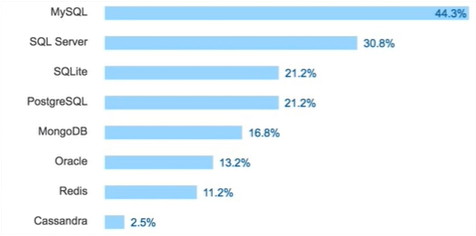 MySQL 44.3%
SQL Server 30.8%
SQLite 21.2%
PostgreSQL 21.2%
MongoDB 16.8%
Oracle 13.2%
Redis 11.2%
Cassandra 2.5%